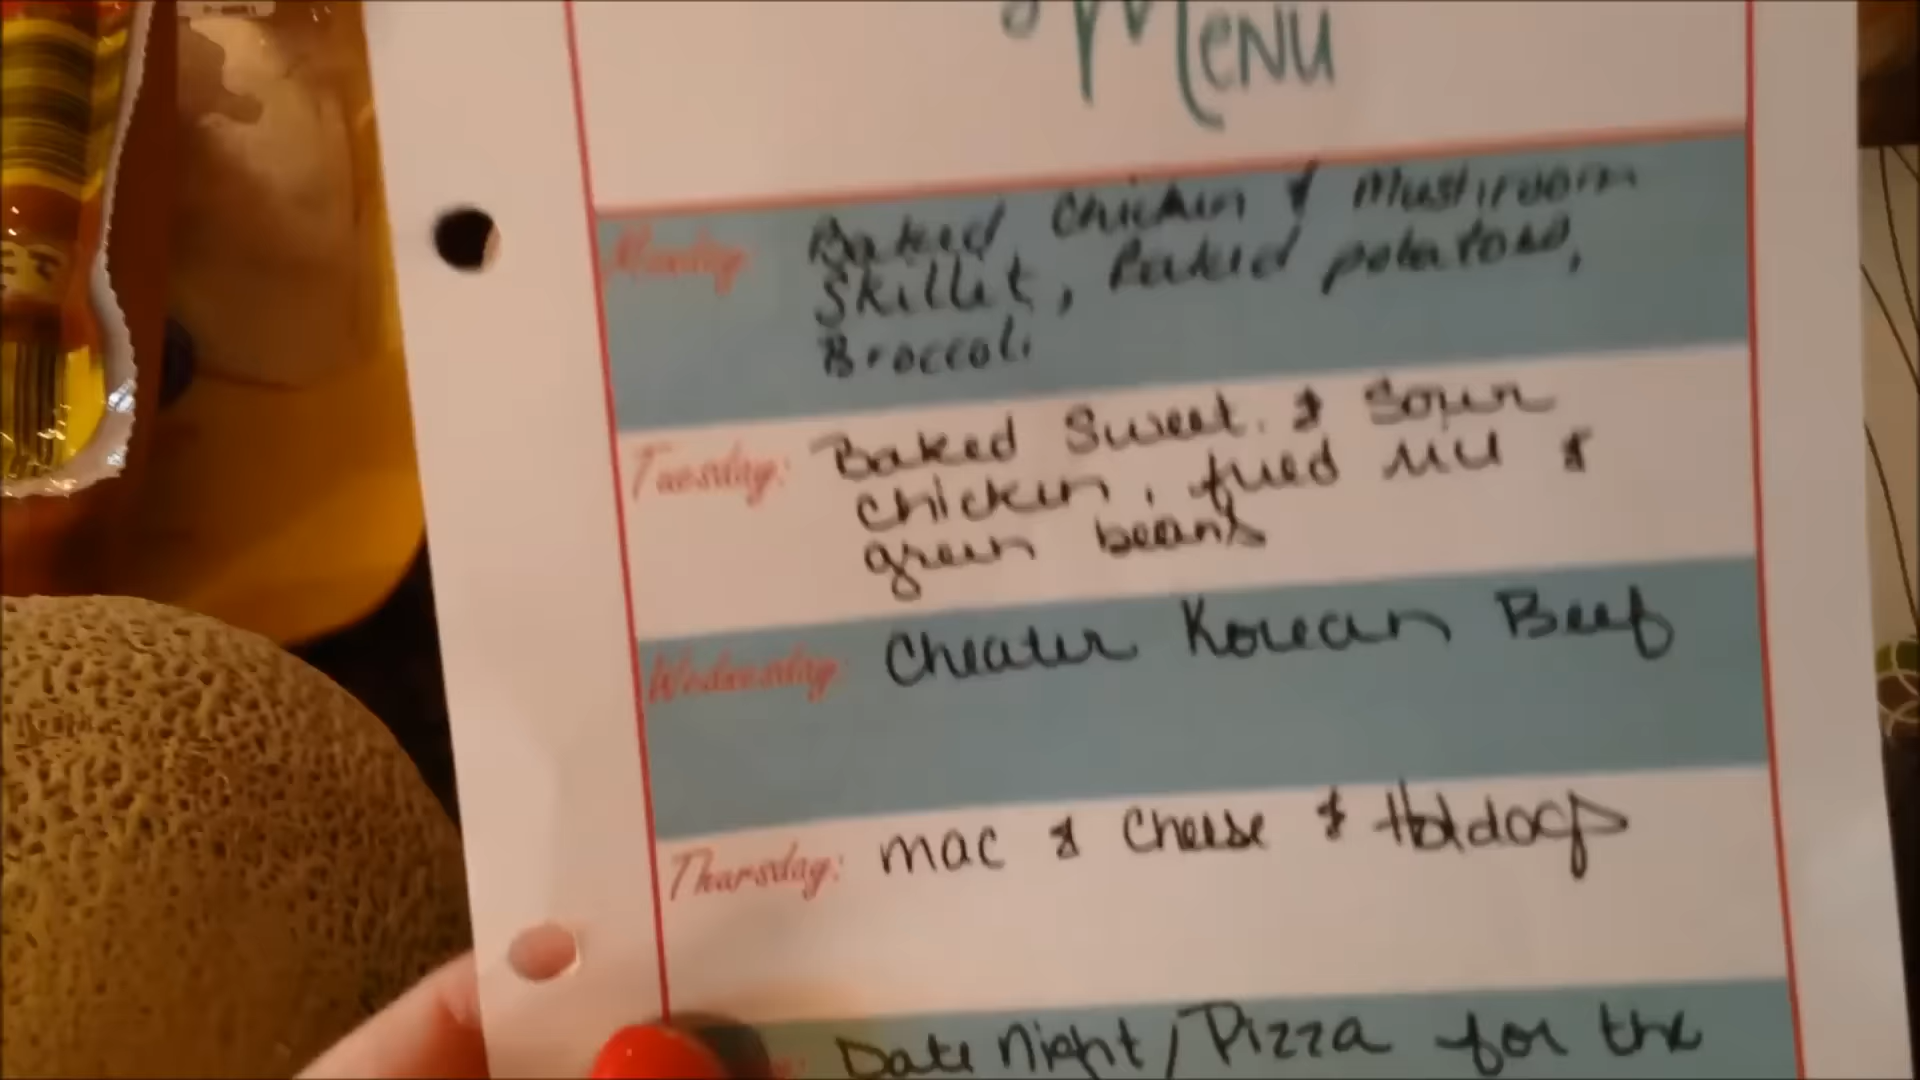 Menu
Monday: Baked Chicken & Mushroom
Skillet, Baked potatoes,
Broccoli
Tuesday: Baked Sweet & Sour
chicken, fried rice &
green beans
Wednesday: Cheater Korean Beef
Thursday: Mac & Cheese & Hotdogs
Date Night/Pizza for the